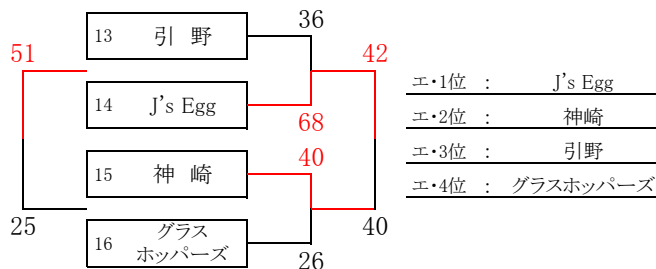 36
13 引 野
51
42
14 J's Egg
エ・1位 : J's Egg
68
エ・2位 : 神崎
40
15 神 崎
エ・3位 : 引野
エ・4位 : グラスホッパーズ
25
40
16 グラス
ホッパーズ
26